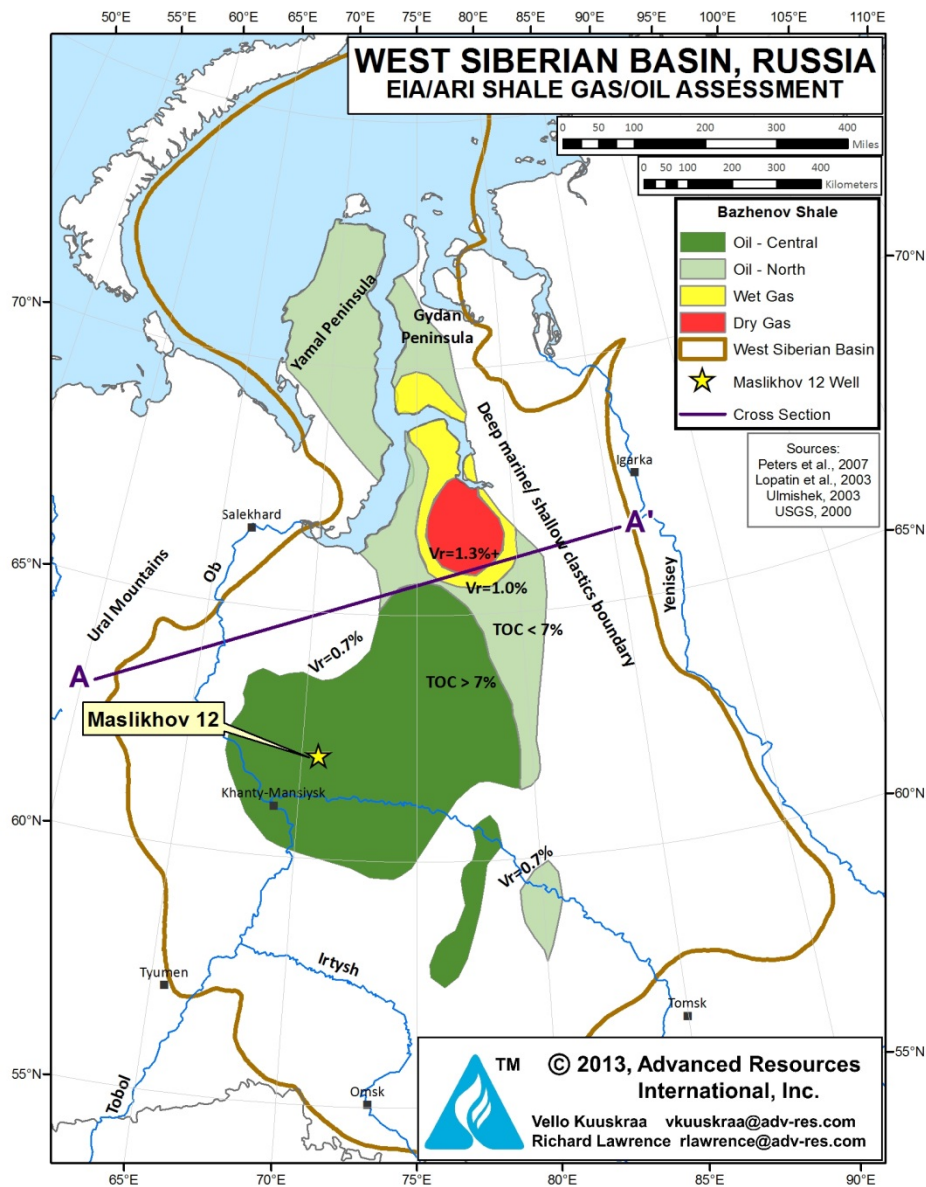 50°E 55°E 60°E 65°E 70°E 75°E 80°E 85°E 90°E 95°E 100°E 105°E 110°E
WEST SIBERIAN BASIN, RUSSIA
EIA/ARI SHALE GAS/OIL ASSESSMENT
0 50 100 200 300 400
Miles
0 50 100 200 300 400
Kilometers
Bazhenov Shale
Oil - Central
Oil - North
Wet Gas
Dry Gas
West Siberian Basin
Maslikhov 12 Well
Cross Section
Sources:
Peters et al., 2007
Lopatin et al., 2003
Ulmishek, 2003
USGS, 2000
70°N
70°N
Yamal Peninsula
Gydan
Peninsula
Deep marine/ shallow clastics boundary
Igarka
Salekhard
A'
65°N
65°N
Ural Mountains
Ob
Vr=1.3%+
Vr=1.0%
Yenisey
TOC < 7%
Vr=0.7%
A
TOC > 7%
Maslikhov 12
Khanty-Mansiysk
60°N
60°N
Vr=0.7%
Irtysh
Tyumen
Tomsk
55°N
55°N
Tobol
Omsk
TM
© 2013, Advanced Resources
International, Inc.
Vello Kuuskraa vkuuskraa@adv-res.com
Richard Lawrence rlawrence@adv-res.com
65°E 70°E 75°E 80°E 85°E